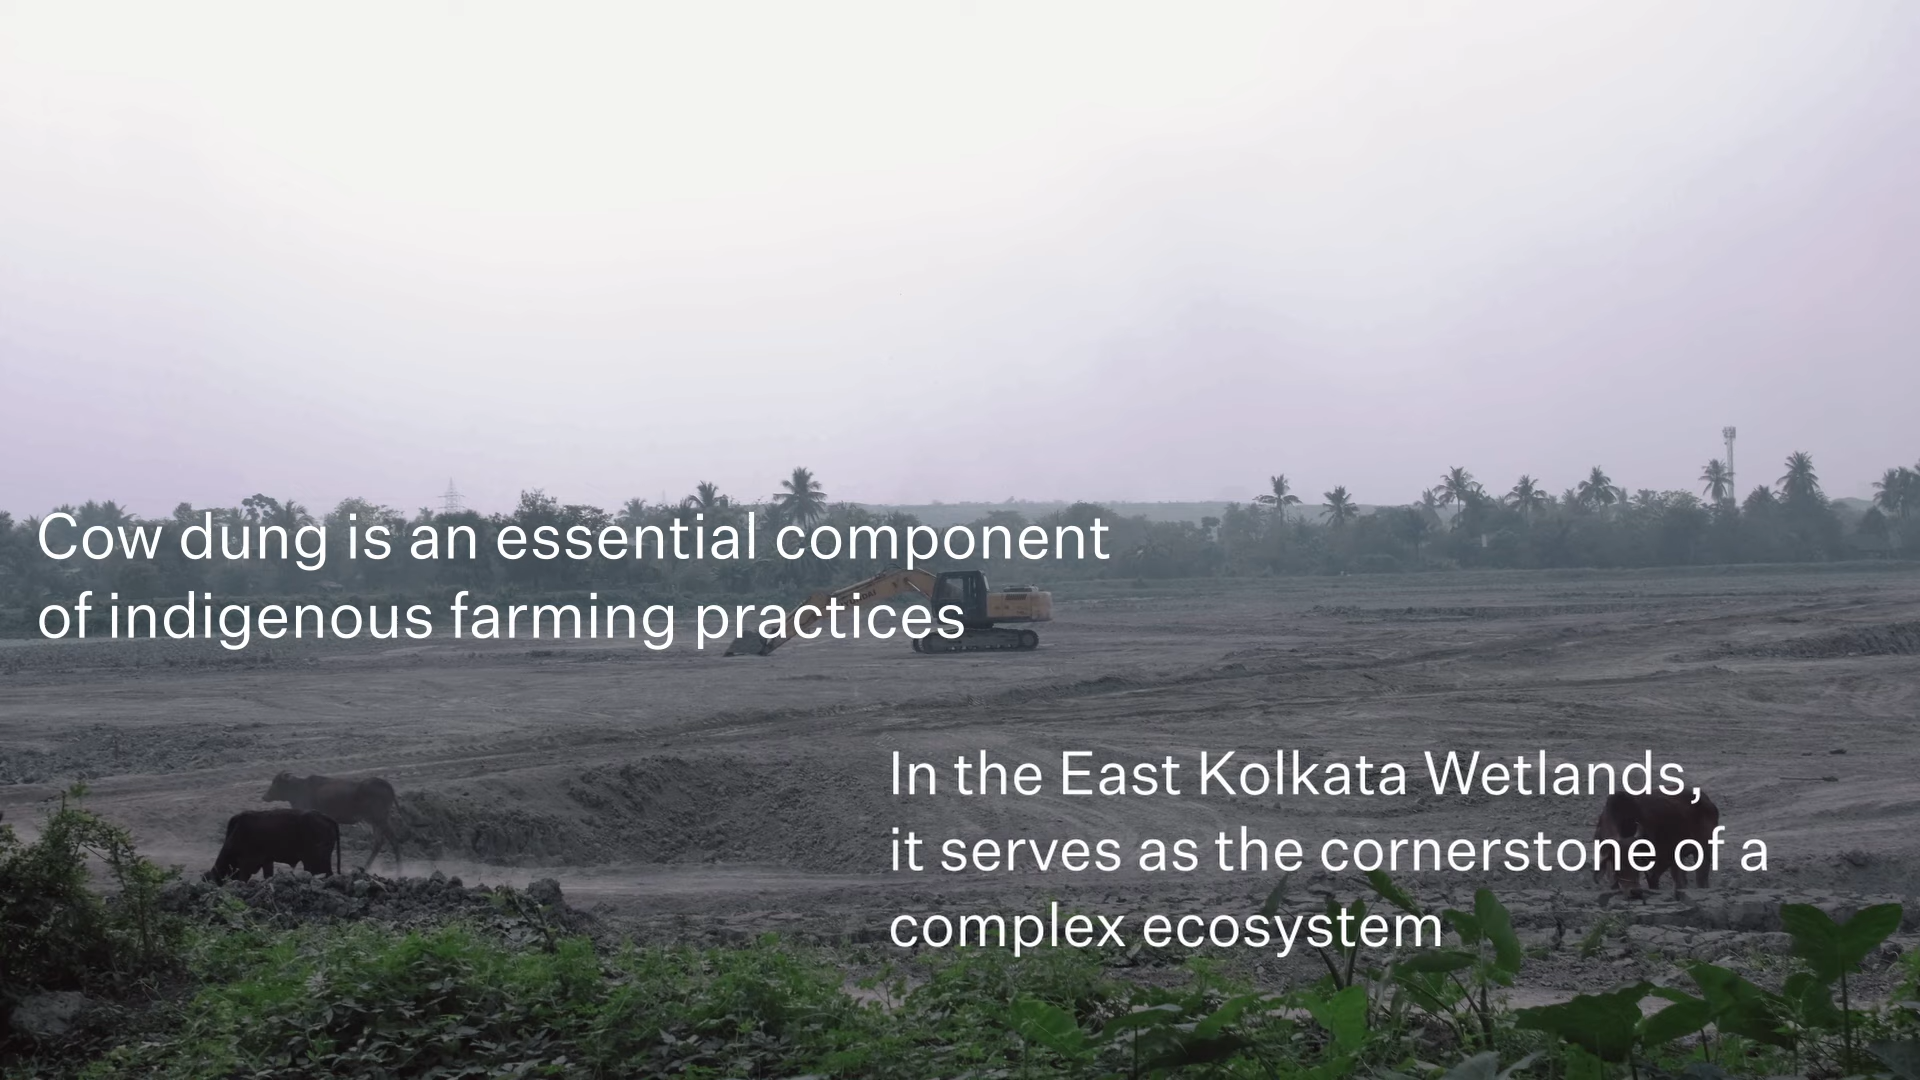 Cow dung is an essential component
of indigenous farming practices
In the East Kolkata Wetlands,
it serves as the cornerstone of a
complex ecosystem